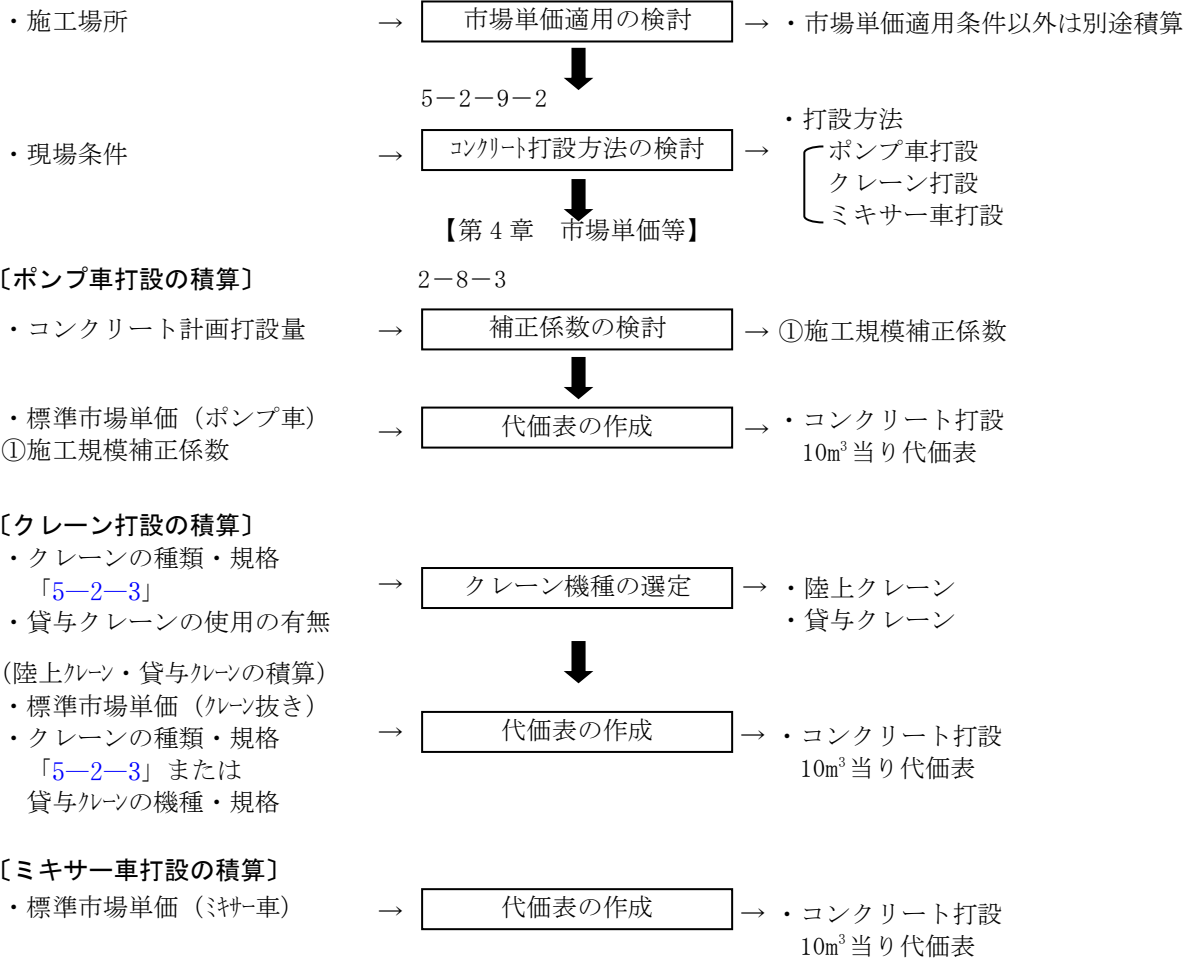 ・施工場所 → 市場単価適用の検討 → ・市場単価適用条件以外は別途積算
5－2－9－2
・現場条件 → ｺﾝｸﾘｰﾄ打設方法の検討 → ・打設方法
ポンプ車打設
クレーン打設
ミキサー車打設
【第4章　市場単価等】
〔ポンプ車打設の積算〕 2－8－3
・コンクリート計画打設量 → 補正係数の検討 → ①施工規模補正係数
・標準市場単価（ポンプ車） → 代価表の作成 → ・コンクリート打設
①施工規模補正係数 10m³当り代価表
〔クレーン打設の積算〕
・クレーンの種類・規格
「5―2―3」 → クレーン機種の選定 → ・陸上クレーン
・貸与クレーンの使用の有無 ・貸与クレーン
(陸上ｸﾚｰﾝ・貸与ｸﾚｰﾝの積算)
・標準市場単価（ｸﾚｰﾝ抜き）
・クレーンの種類・規格 → 代価表の作成 → ・コンクリート打設
「5―2―3」または 10m³当り代価表
貸与ｸﾚｰﾝの機種・規格
〔ミキサー車打設の積算〕
・標準市場単価（ﾐｷｻｰ車） → 代価表の作成 → ・コンクリート打設
10m³当り代価表